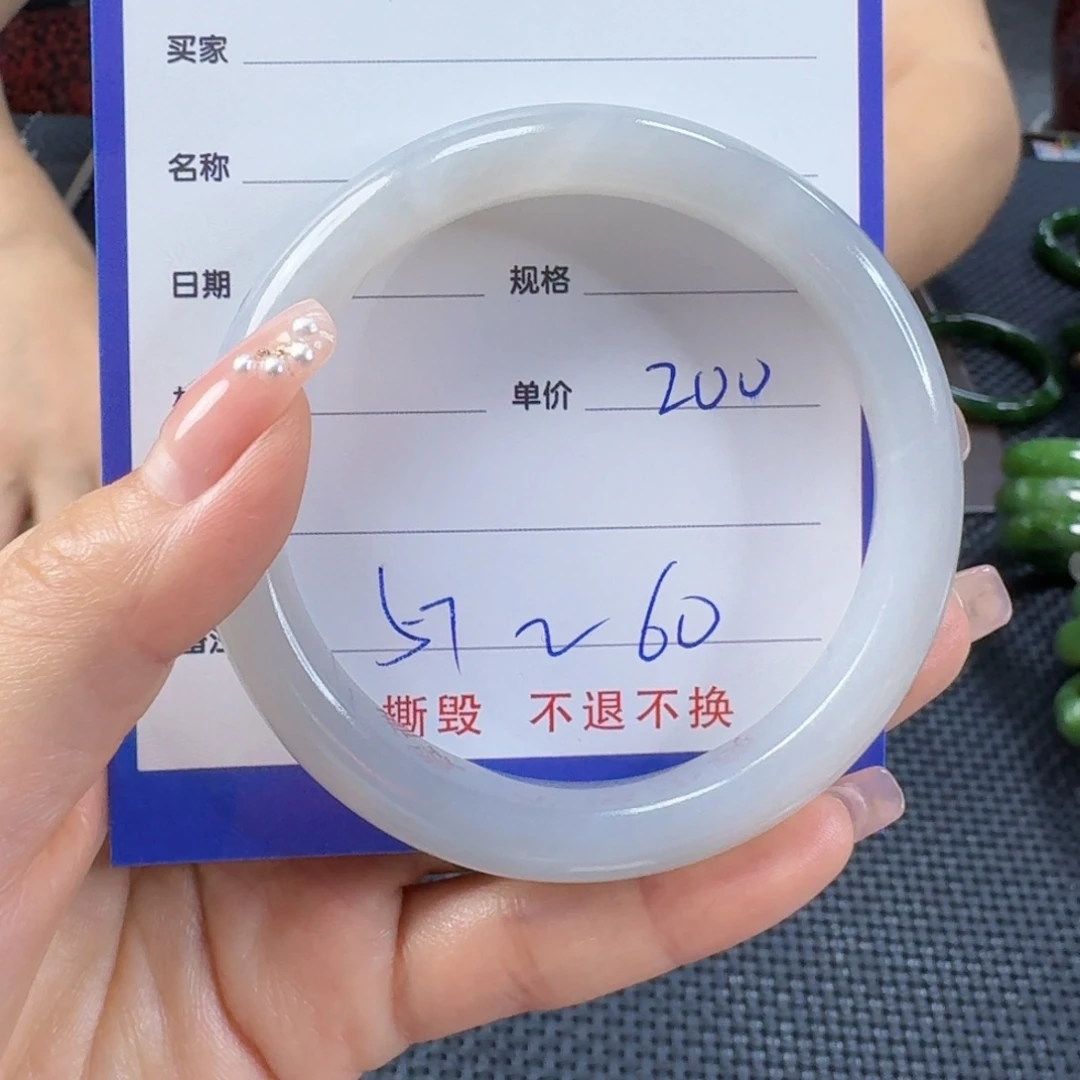 买家
名称
日期 规格
单价 200
57~60
撕毁 不退不换